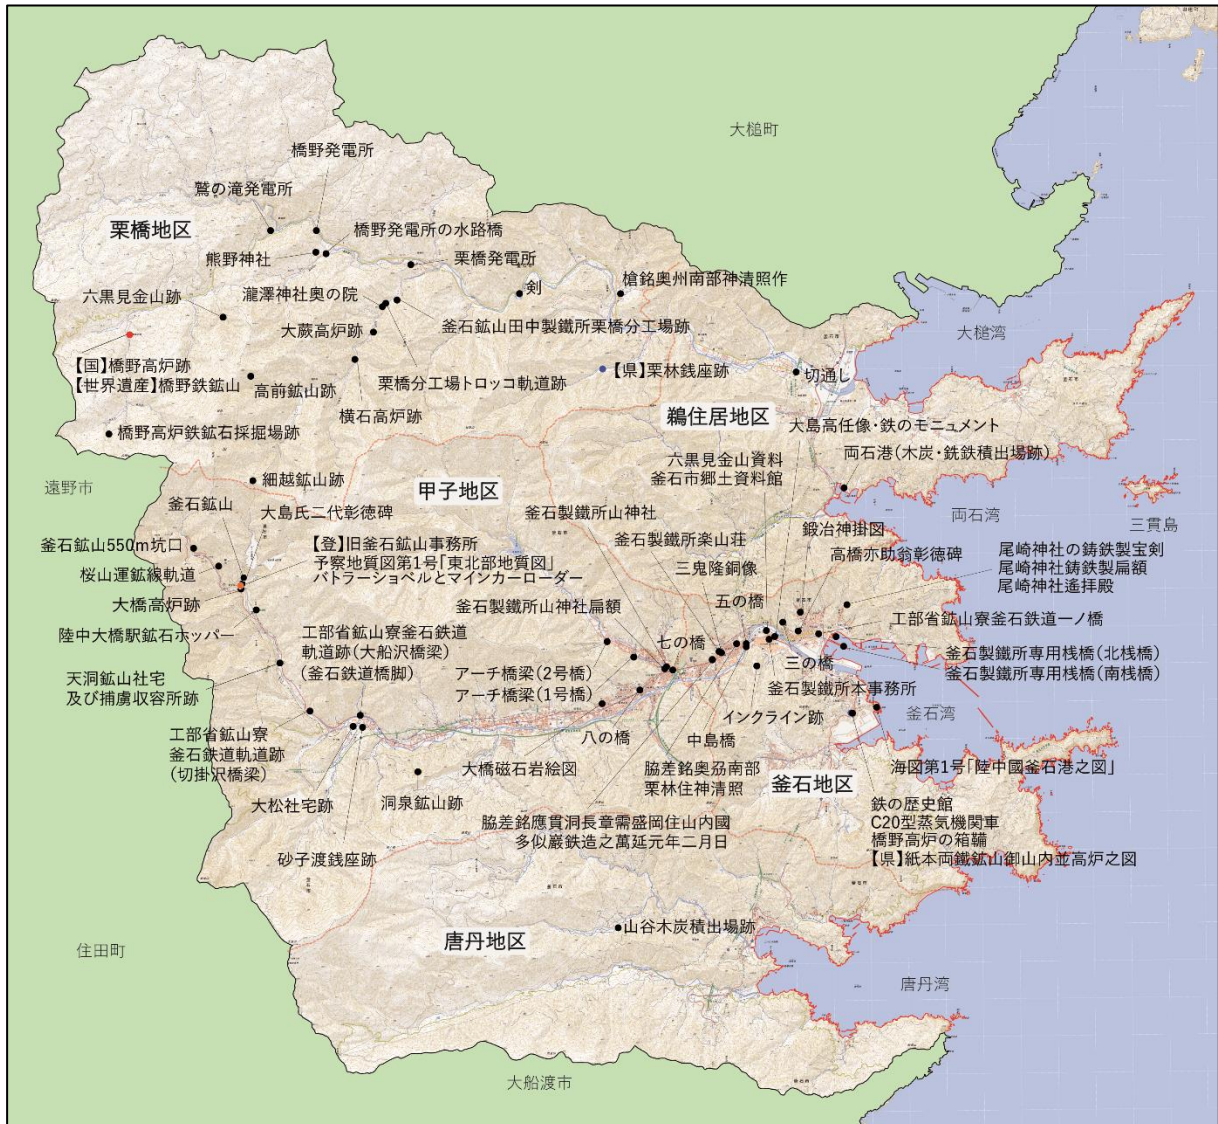 大槌町
橋野発電所
鷲の滝発電所
栗橋地区
橋野発電所の水路橋
熊野神社
栗橋発電所
六黒見金山跡
瀧澤神社奥の院
剣
槍銘奥州南部神清照作
大槌湾
大蕨高炉跡
釜石鉱山田中製鐵所栗橋分工場跡
【国】橋野高炉跡
【世界遺産】橋野鉄鉱山
高前鉱山跡
栗橋分工場トロッコ軌道跡
【県】栗林銭座跡
切通し
横石高炉跡
鵜住居地区
橋野高炉鉄鉱石採掘場跡
大島高任像・鉄のモニュメント
両石港(木炭・銑鉄積出場跡)
六黒見金山資料
釜石市郷土資料館
遠野市
細越鉱山跡
甲子地区
釜石鉱山
大島氏二代彰徳碑
釜石製鐵所山神社
両石湾
三貫島
鍛冶神掛図
釜石鉱山550m坑口
【登】旧釜石鉱山事務所
予察地質図第1号「東北部地質図」
バトラーショベルとマインカーローダー
釜石製鐵所楽山荘
高橋亦助翁彰徳碑
尾崎神社の鋳鉄製宝剣
尾崎神社鋳鉄製扁額
尾崎神社遙拝殿
桜山運鉱線軌道
三鬼隆銅像
大橋高炉跡
釜石製鐵所山神社扁額
五の橋
陸中大橋駅鉱石ホッパー
工部省鉱山寮釜石鉄道
軌道跡(大船沢橋梁)
(釜石鉄道橋脚)
七の橋
工部省鉱山寮釜石鉄道一ノ橋
三の橋
釜石製鐵所専用桟橋(北桟橋)
釜石製鐵所専用桟橋(南桟橋)
天洞鉱山社宅
及び捕虜収容所跡
アーチ橋梁(2号橋)
アーチ橋梁(1号橋)
釜石製鐵所本事務所
釜石湾
インクライン跡
工部省鉱山寮
釜石鉄道軌道跡
(切掛沢橋梁)
八の橋
中島橋
大橋磁石岩絵図
脇差銘奥刕南部
栗林住神清照
釜石地区
海図第1号「陸中國釜石港之図」
大松社宅跡
洞泉鉱山跡
鉄の歴史館
C20型蒸気機関車
橋野高炉の箱鞴
【県】紙本両鐵鉱山御山内並高炉之図
脇差銘應貫洞長章需盛岡住山内國
多似巌鉄造之萬延元年二月日
砂子渡銭座跡
山谷木炭積出場跡
唐丹地区
住田町
唐丹湾
大船渡市